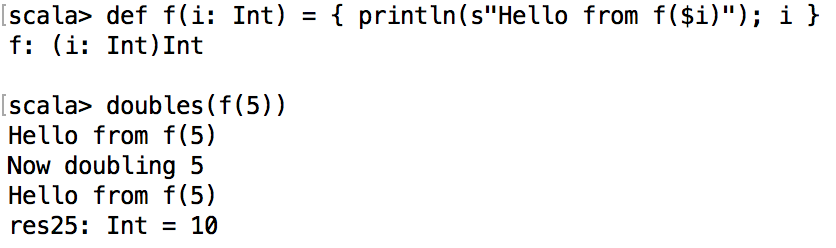 [scala> def f(i: Int) = { println(s"Hello from f($i)"); i }
f: (i: Int)Int
[scala> doubles(f(5))
Hello from f(5)
Now doubling 5
Hello from f(5)
res25: Int = 10